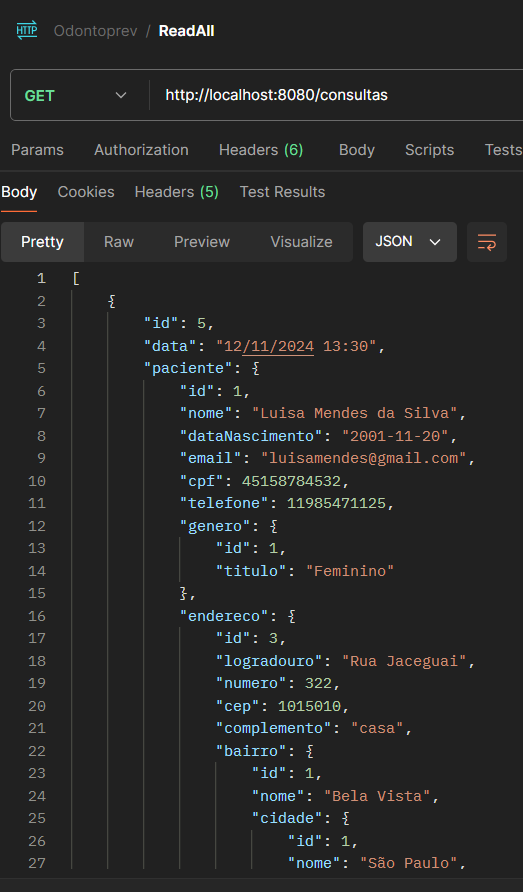 HTTP Odontoprev / ReadAll
GET http://localhost:8080/consultas
Params Authorization Headers (6) Body Scripts Tests
Body Cookies Headers (5) Test Results
Pretty Raw Preview Visualize JSON
1 [
2 {
3 "id": 5,
4 "data": "12/11/2024 13:30",
5 "paciente": {
6 "id": 1,
7 "nome": "Luisa Mendes da Silva",
8 "dataNascimento": "2001-11-20",
9 "email": "luisamendes@gmail.com",
10 "cpf": 45158784532,
11 "telefone": 11985471125,
12 "genero": {
13 "id": 1,
14 "titulo": "Feminino"
15 },
16 "endereco": {
17 "id": 3,
18 "logradouro": "Rua Jaceguai",
19 "numero": 322,
20 "cep": 1015010,
21 "complemento": "casa",
22 "bairro": {
23 "id": 1,
24 "nome": "Bela Vista",
25 "cidade": {
26 "id": 1,
27 "nome": "São Paulo",